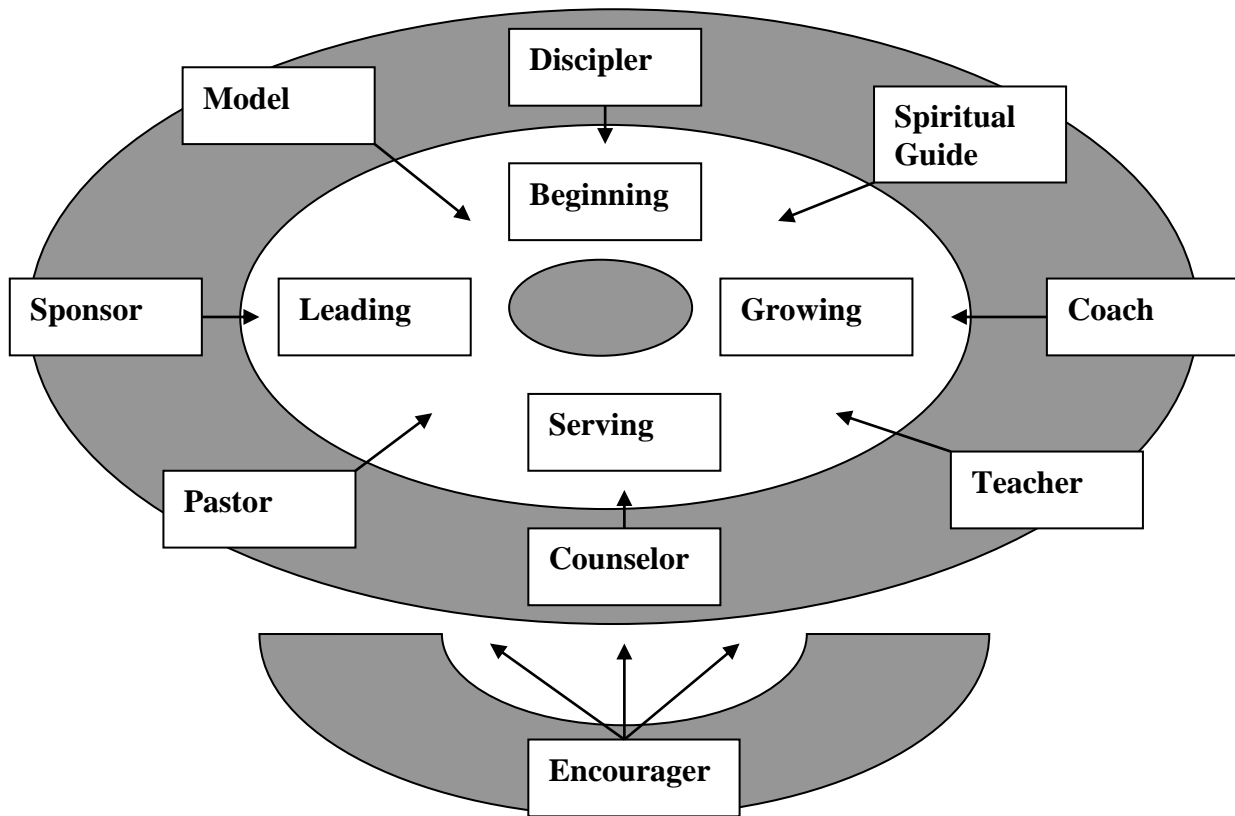 Discipler
Model
Spiritual
Guide
Beginning
Sponsor
Leading
Growing
Coach
Serving
Pastor
Teacher
Counselor
Encourager